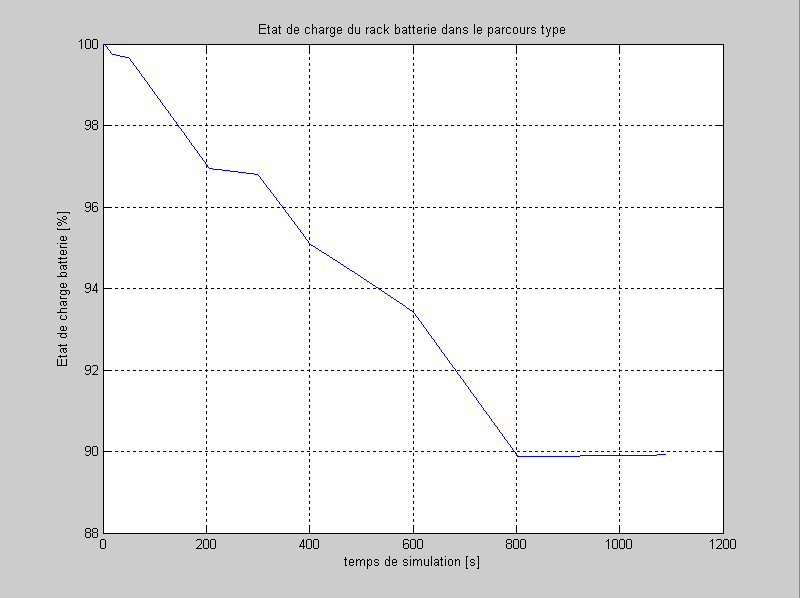 Etat de charge du rack batterie dans le parcours type
Etat de charge batterie [%]
100
98
96
94
92
90
88
0 200 400 600 800 1000 1200
temps de simulation [s]